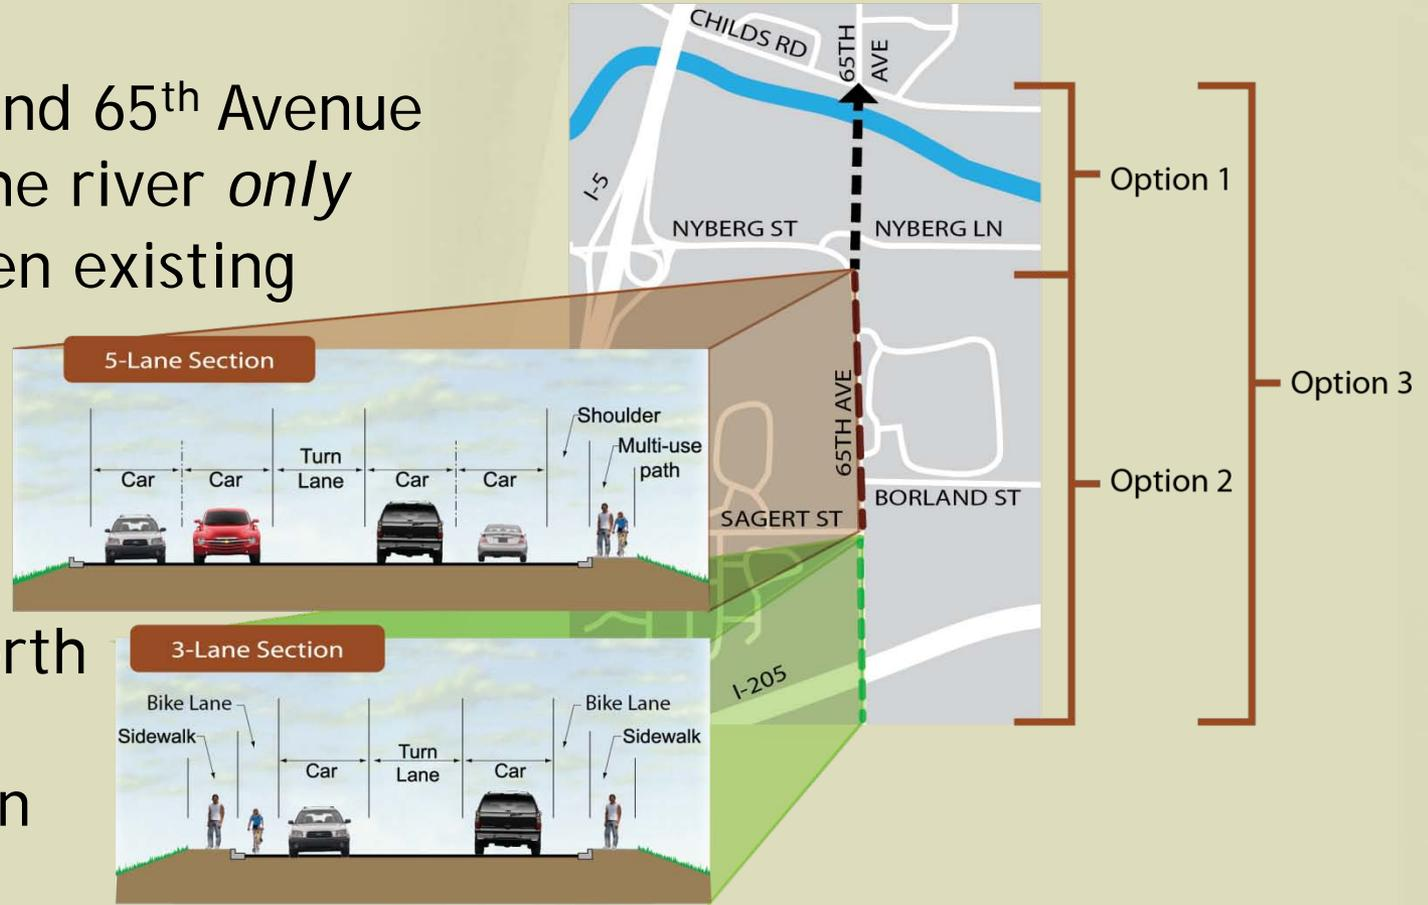 nd 65th Avenue
ne river only
en existing
rth
n
CHILDS RD
65TH
AVE
I-5
NYBERG ST
NYBERG LN
65TH AVE
BORLAND ST
SAGERT ST
I-205
Option 1
Option 2
Option 3
5-Lane Section
Shoulder
Multi-use
path
Car
Car
Turn
Lane
Car
Car
3-Lane Section
Bike Lane
Bike Lane
Sidewalk
Sidewalk
Car
Turn
Lane
Car